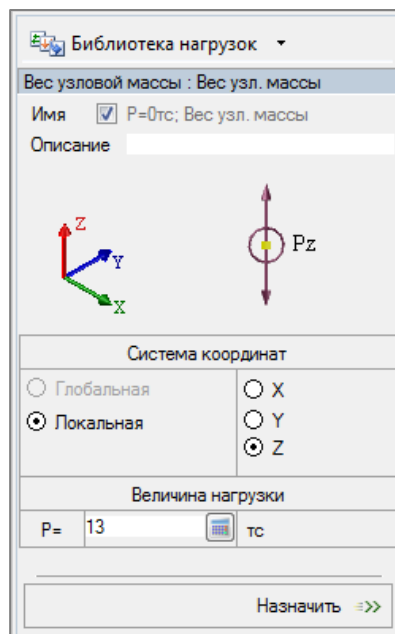 Библиотека нагрузок
Вес узловой массы : Вес узл. массы
Имя P=0тс; Вес узл. массы
Описание
Z
Y
X
Pz
Система координат
Глобальная X
Локальная Y
Z
Величина нагрузки
P= 13 тс
Назначить